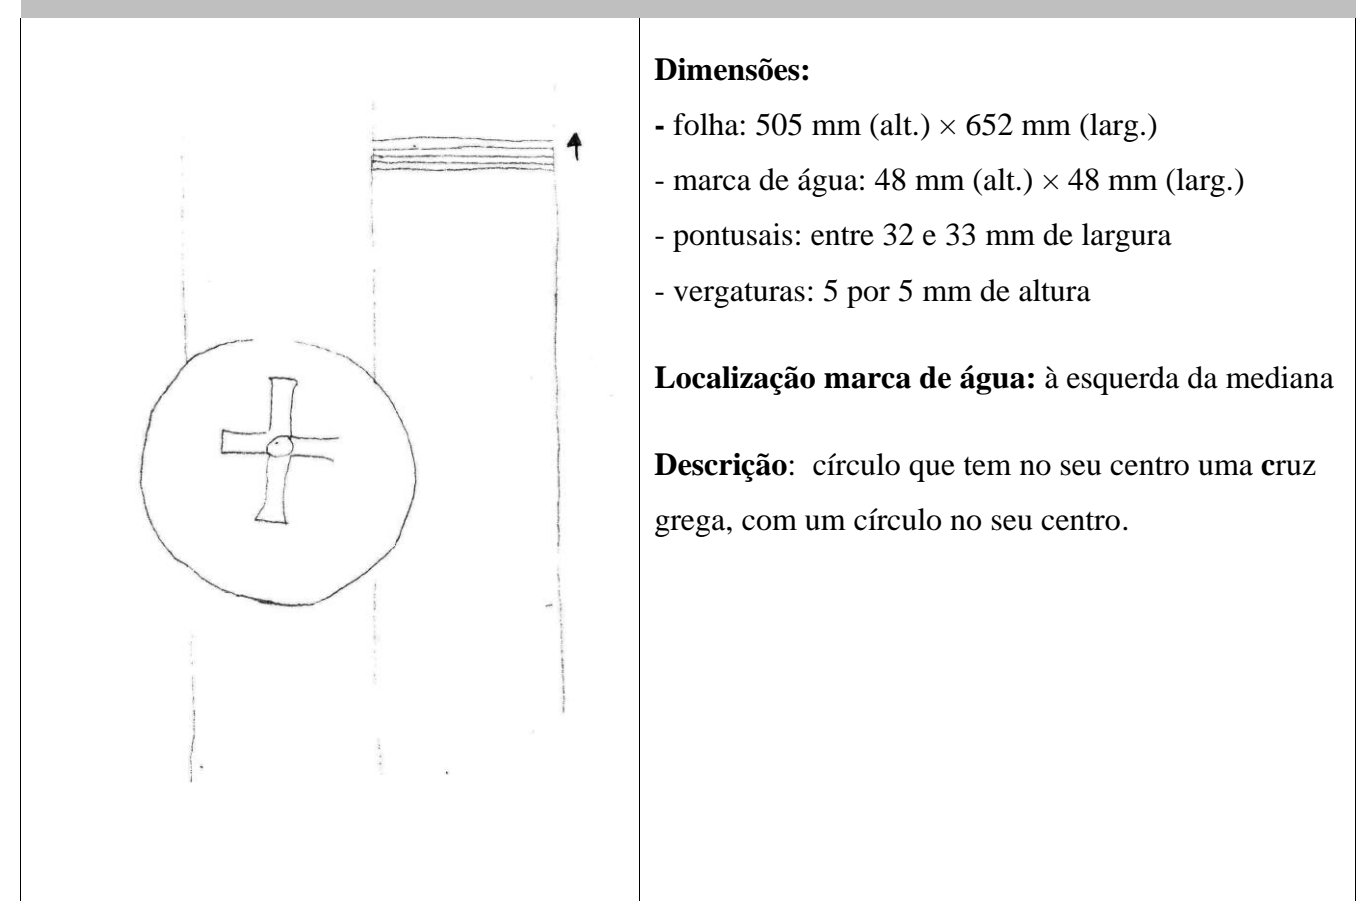 Dimensões:
- folha: 505 mm (alt.) × 652 mm (larg.)
- marca de água: 48 mm (alt.) × 48 mm (larg.)
- pontusais: entre 32 e 33 mm de largura
- vergaturas: 5 por 5 mm de altura
Localização marca de água: à esquerda da mediana
Descrição:  círculo que tem no seu centro uma cruz
grega, com um círculo no seu centro.